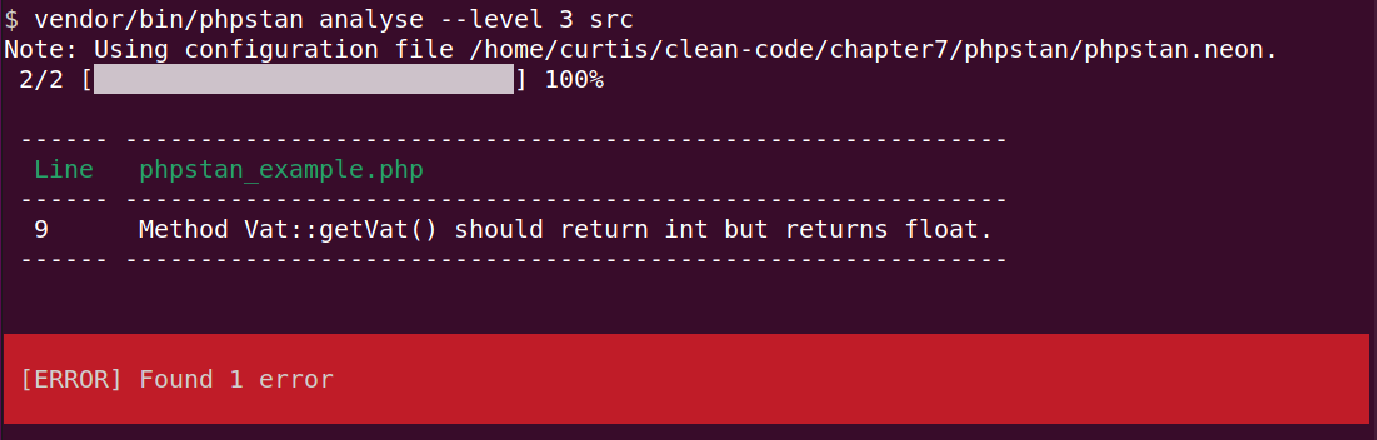 $ vendor/bin/phpstan analyse --level 3 src
Note: Using configuration file /home/curtis/clean-code/chapter7/phpstan/phpstan.neon.
2/2 [                            ] 100%
------ -----------------------------------------------------------
Line   phpstan_example.php
------ -----------------------------------------------------------
9      Method Vat::getVat() should return int but returns float.
------ -----------------------------------------------------------
[ERROR] Found 1 error